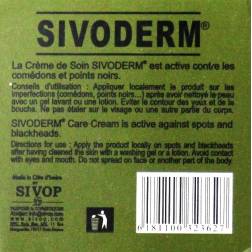 SIVODERM®
La Crème de Soin SIVODERM® est active contre les
comédons et points noirs.
Conseils d'utilisation : Appliquer localement le produit sur les
imperfections (comédons, points noirs...) après avoir nettoyé la peau
avec un gel lavant ou une lotion. Eviter le contour des yeux et de la
bouche. Ne pas étaler sur le visage ou une autre partie du corps.
SIVODERM® Care Cream is active against spots and
blackheads.
Directions for use : Apply the product locally on spots and blackheads
after having cleaned the skin with a washing gel or a lotion. Avoid contact
with eyes and mouth. Do not spread on face or another part of the body.
Made in Côte d'Ivoire
BY
SIVOP
6 181100 323627